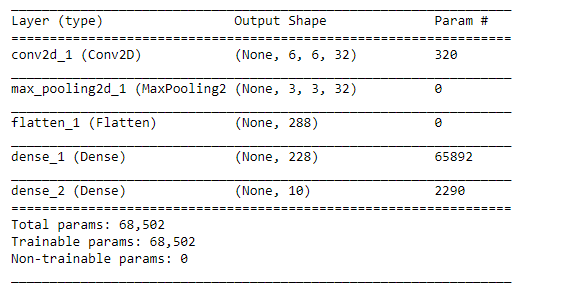 Layer (type) Output Shape Param #
conv2d_1 (Conv2D) (None, 6, 6, 32) 320
max_pooling2d_1 (MaxPooling2 (None, 3, 3, 32) 0
flatten_1 (Flatten) (None, 288) 0
dense_1 (Dense) (None, 228) 65892
dense_2 (Dense) (None, 10) 2290
Total params: 68,502
Trainable params: 68,502
Non-trainable params: 0